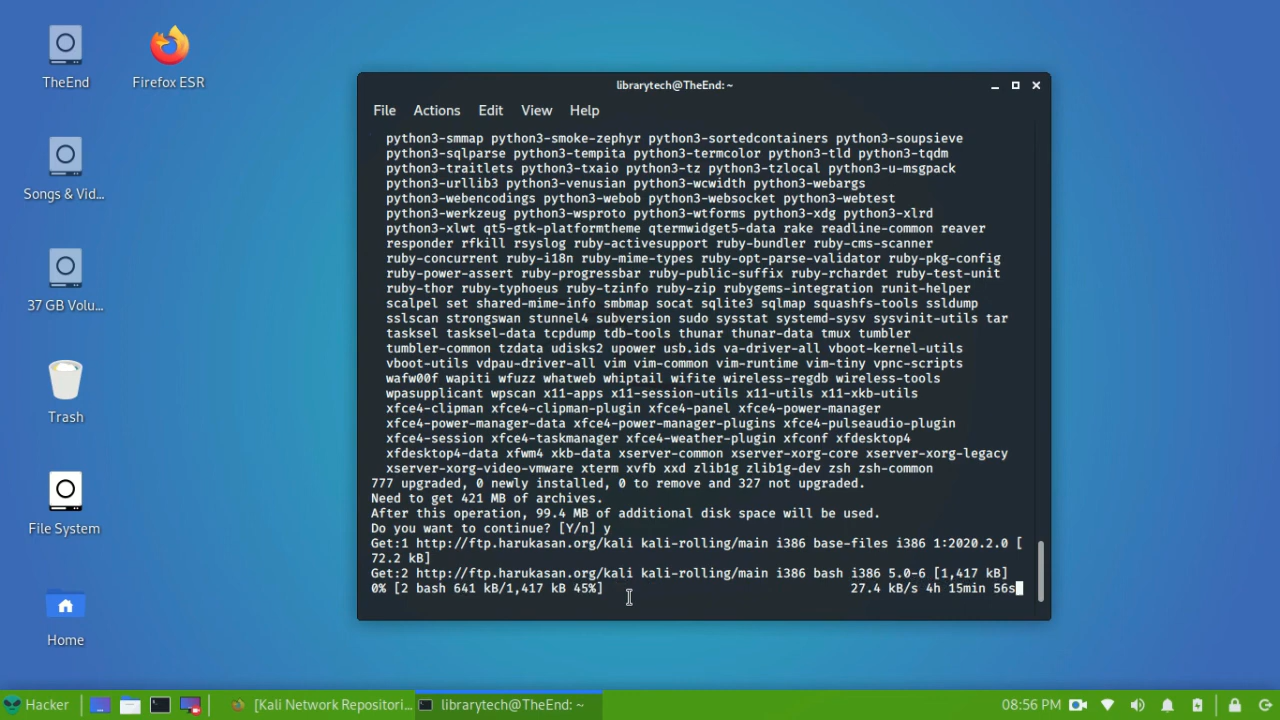 TheEnd
Firefox ESR
Songs & Vid...
37 GB Volu...
Trash
File System
Home
librarytech@TheEnd: ~
File Actions Edit View Help
python3-smmap python3-smoke-zephyr python3-sortedcontainers python3-soupsieve
python3-sqlparse python3-tempita python3-termcolor python3-tld python3-tqdm
python3-traitlets python3-txaio python3-tz python3-tzlocal python3-u-msgpack
python3-urllib3 python3-venusian python3-wcwidth python3-webargs
python3-webencodings python3-webob python3-websocket python3-webtest
python3-werkzeug python3-wsproto python3-wtforms python3-xdg python3-xlrd
python3-xlwt qt5-gtk-platformtheme qtermwidget5-data rake readline-common reaver
responder rfkill rsyslog ruby-activesupport ruby-bundler ruby-cms-scanner
ruby-concurrent ruby-i18n ruby-mime-types ruby-opt-parse-validator ruby-pkg-config
ruby-power-assert ruby-progressbar ruby-public-suffix ruby-rchardet ruby-test-unit
ruby-thor ruby-typhoeus ruby-tzinfo ruby-zip rubygems-integration runit-helper
scalpel set shared-mime-info smbmap socat sqlite3 sqlmap squashfs-tools ssldump
sslscan strongswan stunnel4 subversion sudo sysstat systemd-sysv sysvinit-utils tar
tasksel tasksel-data tcpdump tdb-tools thunar thunar-data tmux tumbler
tumbler-common tzdata udisks2 upower usb.ids va-driver-all vboot-kernel-utils
vboot-utils vdpau-driver-all vim vim-common vim-runtime vim-tiny vpnc-scripts
wafw00f wapiti wfuzz whatweb whiptail wifite wireless-regdb wireless-tools
wpasupplicant wpscan x11-apps x11-session-utils x11-utils x11-xkb-utils
xfce4-clipman xfce4-clipman-plugin xfce4-panel xfce4-power-manager
xfce4-power-manager-data xfce4-power-manager-plugins xfce4-pulseaudio-plugin
xfce4-session xfce4-taskmanager xfce4-weather-plugin xfconf xfdesktop4
xfdesktop4-data xfwm4 xkb-data xserver-common xserver-xorg-core xserver-xorg-legacy
xserver-xorg-video-vmware xterm xvfb xxd zlib1g zlib1g-dev zsh zsh-common
777 upgraded, 0 newly installed, 0 to remove and 327 not upgraded.
Need to get 421 MB of archives.
After this operation, 99.4 MB of additional disk space will be used.
Do you want to continue? [Y/n] y
Get:1 http://ftp.harukasan.org/kali kali-rolling/main i386 base-files i386 1:2020.2.0 [
72.2 kB]
Get:2 http://ftp.harukasan.org/kali kali-rolling/main i386 bash i386 5.0-6 [1,417 kB]
0% [2 bash 641 kB/1,417 kB 45%] 27.4 kB/s 4h 15min 56s
Hacker
[Kali Network Repositori...
librarytech@TheEnd: ~
08:56 PM